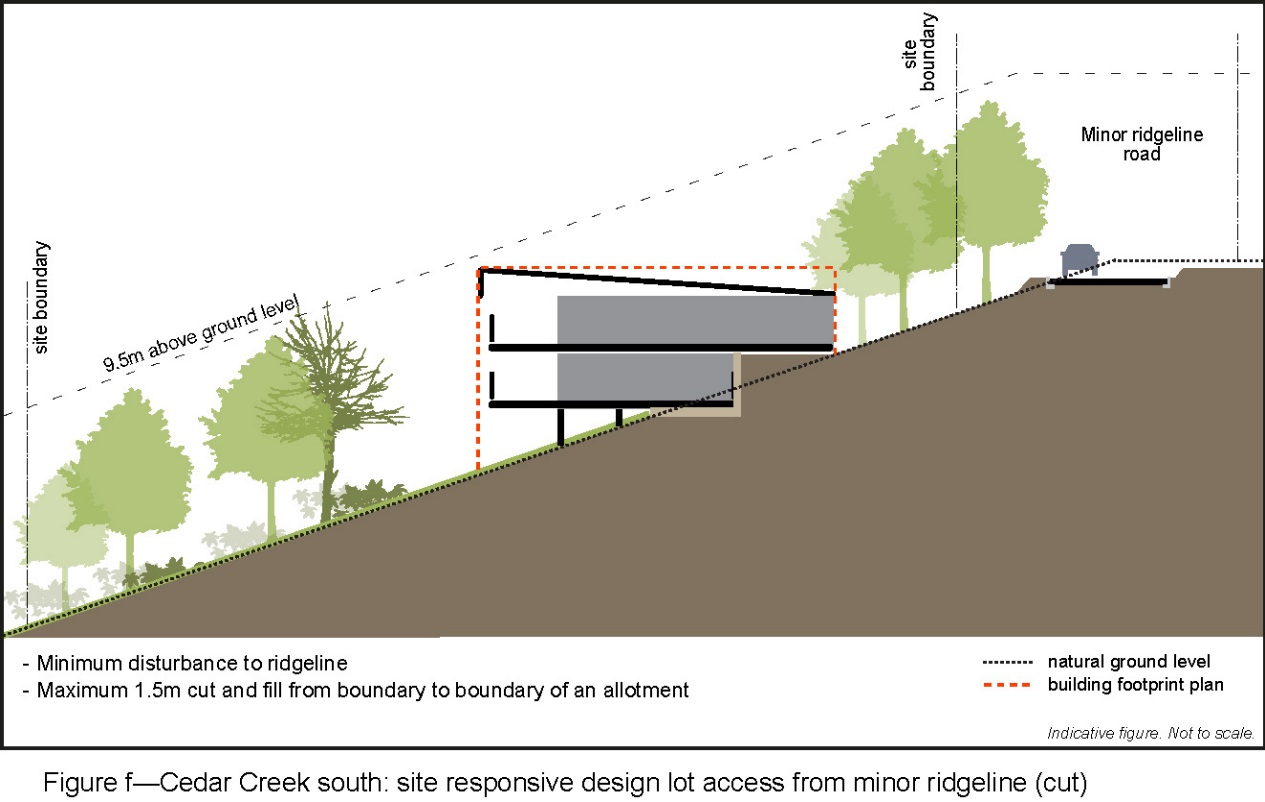 site
boundary
Minor ridgeline
road
site boundary
9.5m above ground level
- Minimum disturbance to ridgeline
- Maximum 1.5m cut and fill from boundary to boundary of an allotment
natural ground level
building footprint plan
Indicative figure. Not to scale.
Figure f—Cedar Creek south: site responsive design lot access from minor ridgeline (cut)